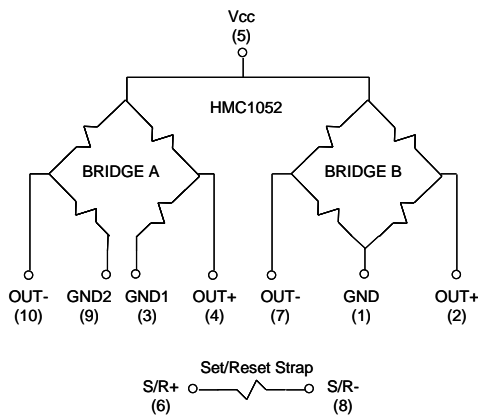 Vcc
(5)
HMC1052
BRIDGE A
BRIDGE B
OUT- GND2 GND1 OUT+ OUT- GND OUT+
(10) (9) (3) (4) (7) (1) (2)
Set/Reset Strap
S/R+ S/R-
(6) (8)